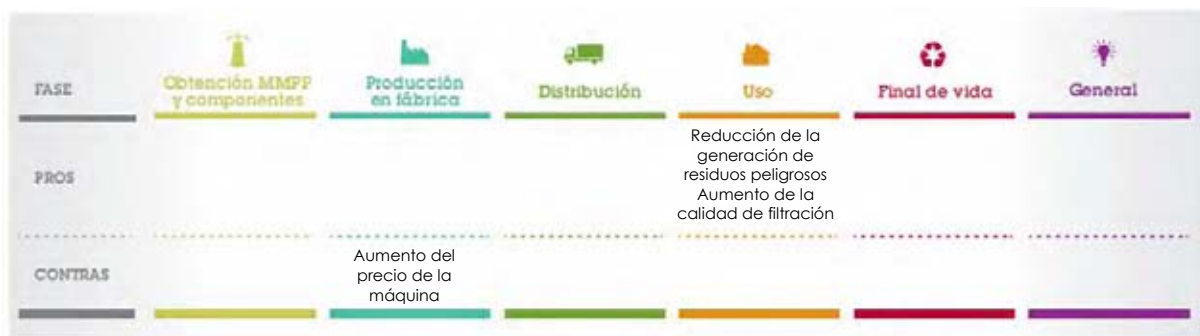 FASE
Obtención MMPP
y componentes
Producción
en fábrica
Distribución
Uso
Final de vida
General
PROS
Reducción de la
generación de
residuos peligrosos
Aumento de la
calidad de filtración
CONTRAS
Aumento del
precio de la
máquina